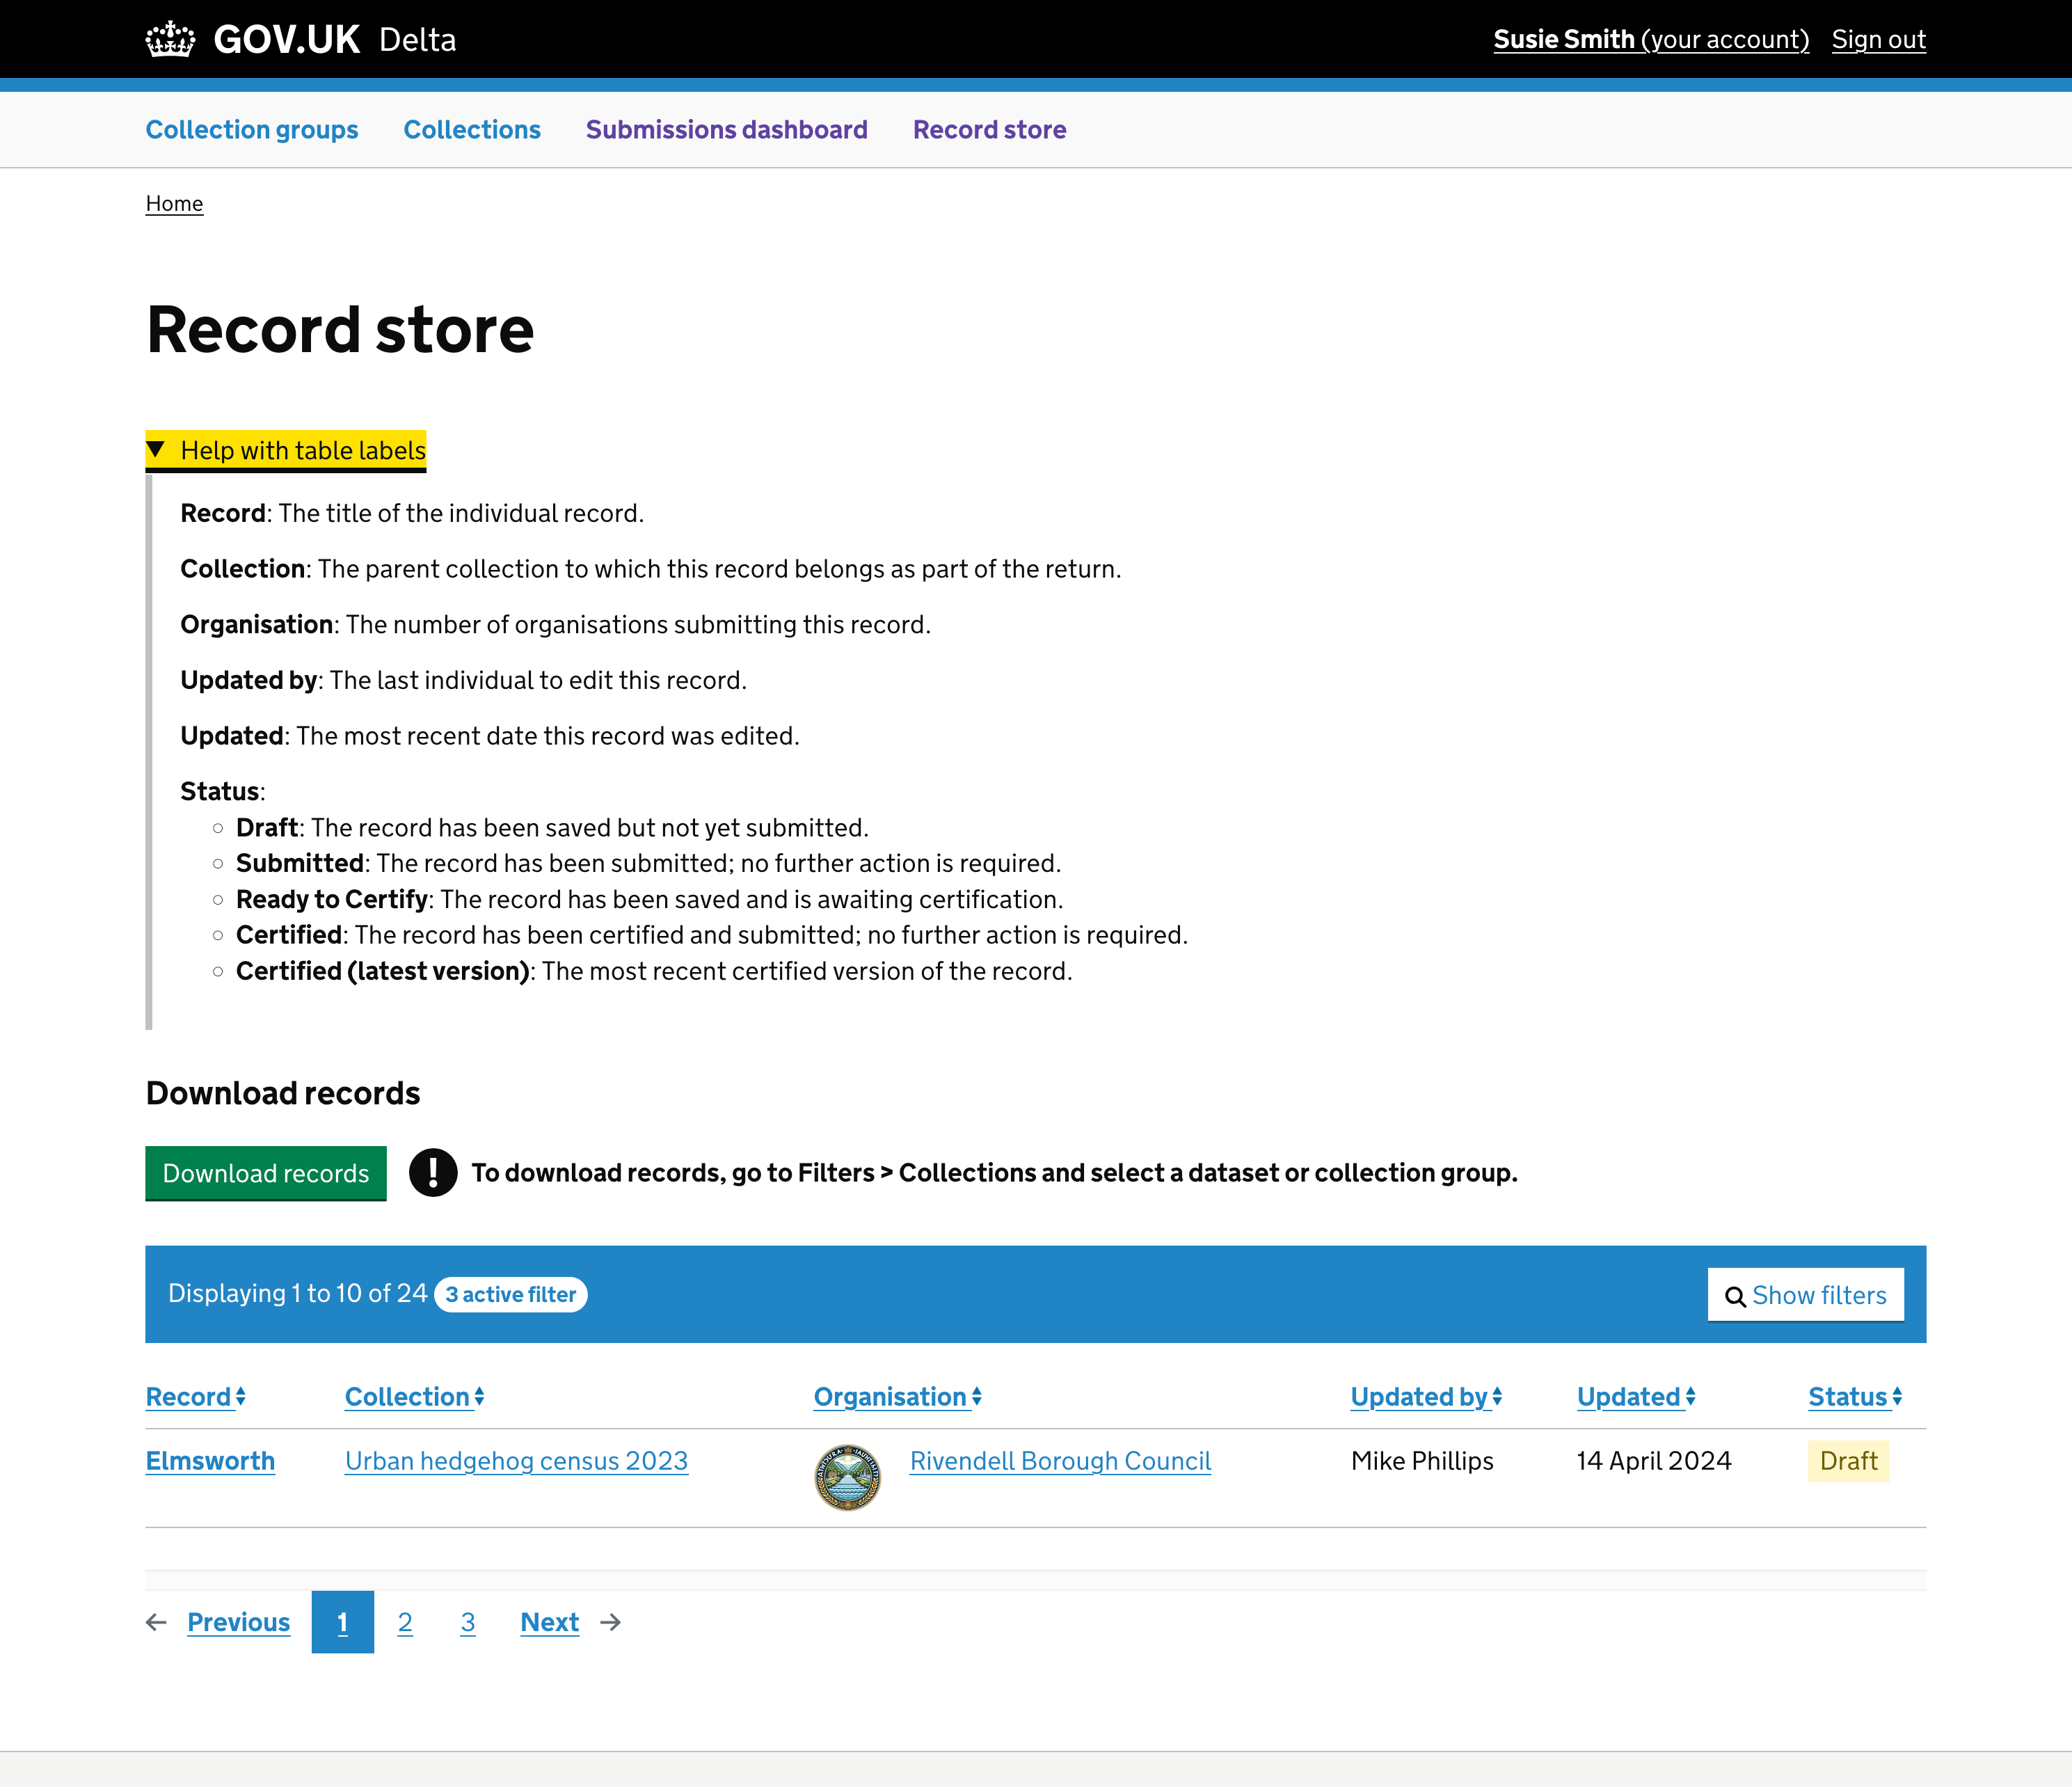 GOV.UK Delta
Susie Smith (your account) Sign out
Collection groups Collections Submissions dashboard Record store
Home
Record store
Help with table labels
Record: The title of the individual record.
Collection: The parent collection to which this record belongs as part of the return.
Organisation: The number of organisations submitting this record.
Updated by: The last individual to edit this record.
Updated: The most recent date this record was edited.
Status:
Draft: The record has been saved but not yet submitted.
Submitted: The record has been submitted; no further action is required.
Ready to Certify: The record has been saved and is awaiting certification.
Certified: The record has been certified and submitted; no further action is required.
Certified (latest version): The most recent certified version of the record.
Download records
Download records ! To download records, go to Filters > Collections and select a dataset or collection group.
Displaying 1 to 10 of 24 3 active filter Show filters
Record Collection Organisation Updated by Updated Status
Elmsworth Urban hedgehog census 2023 Rivendell Borough Council Mike Phillips 14 April 2024 Draft
← Previous 1 2 3 Next →